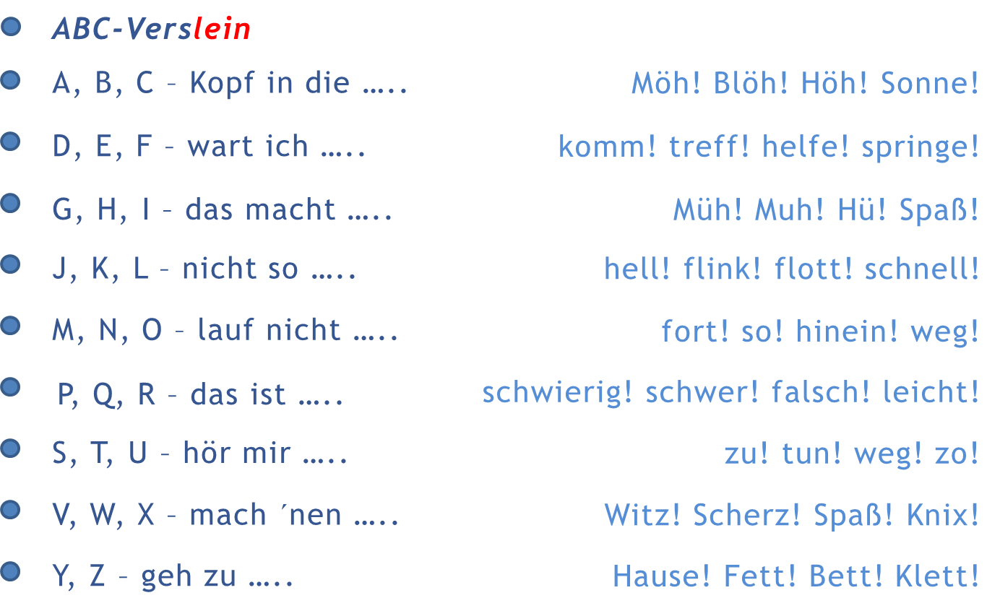 ABC-Verslein
A, B, C – Kopf in die ….. Möh! Blöh! Höh! Sonne!
D, E, F – wart ich ….. komm! treff! helfe! springe!
G, H, I – das macht ….. Müh! Muh! Hü! Spaß!
J, K, L – nicht so ….. hell! flink! flott! schnell!
M, N, O – lauf nicht ….. fort! so! hinein! weg!
P, Q, R – das ist ….. schwierig! schwer! falsch! leicht!
S, T, U – hör mir ….. zu! tun! weg! zo!
V, W, X – mach ´nen ….. Witz! Scherz! Spaß! Knix!
Y, Z – geh zu ….. Hause! Fett! Bett! Klett!